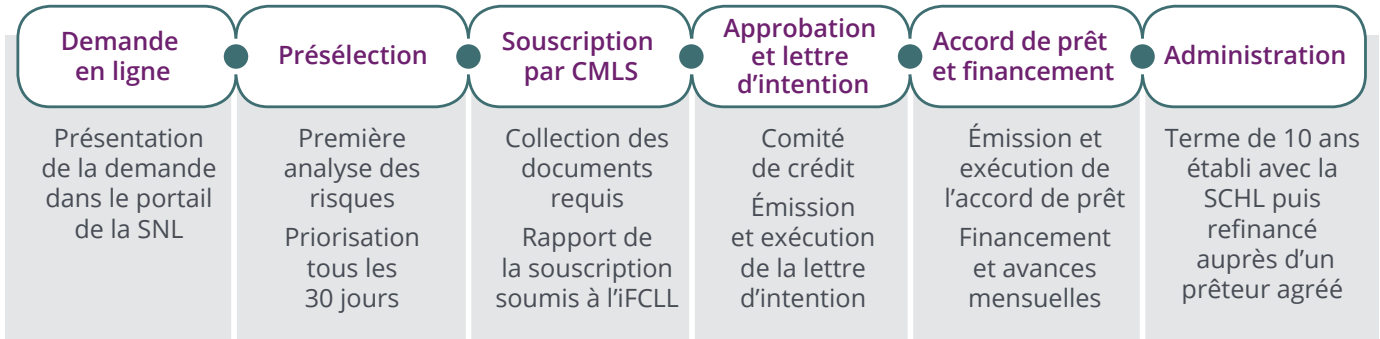 Demande
en ligne
Présentation
de la demande
dans le portail
de la SNL
Présélection
Première
analyse des
risques
Priorisation
tous les
30 jours
Souscription
par CMLS
Collection des
documents
requis
Rapport de
la souscription
soumis à l’iFCLL
Approbation
et lettre
d’intention
Comité
de crédit
Émission
et exécution
de la lettre
d’intention
Accord de prêt
et financement
Émission et
exécution de
l’accord de prêt
Financement
et avances
mensuelles
Administration
Terme de 10 ans
établi avec la
SCHL puis
refinancé
auprès d’un
prêteur agréé